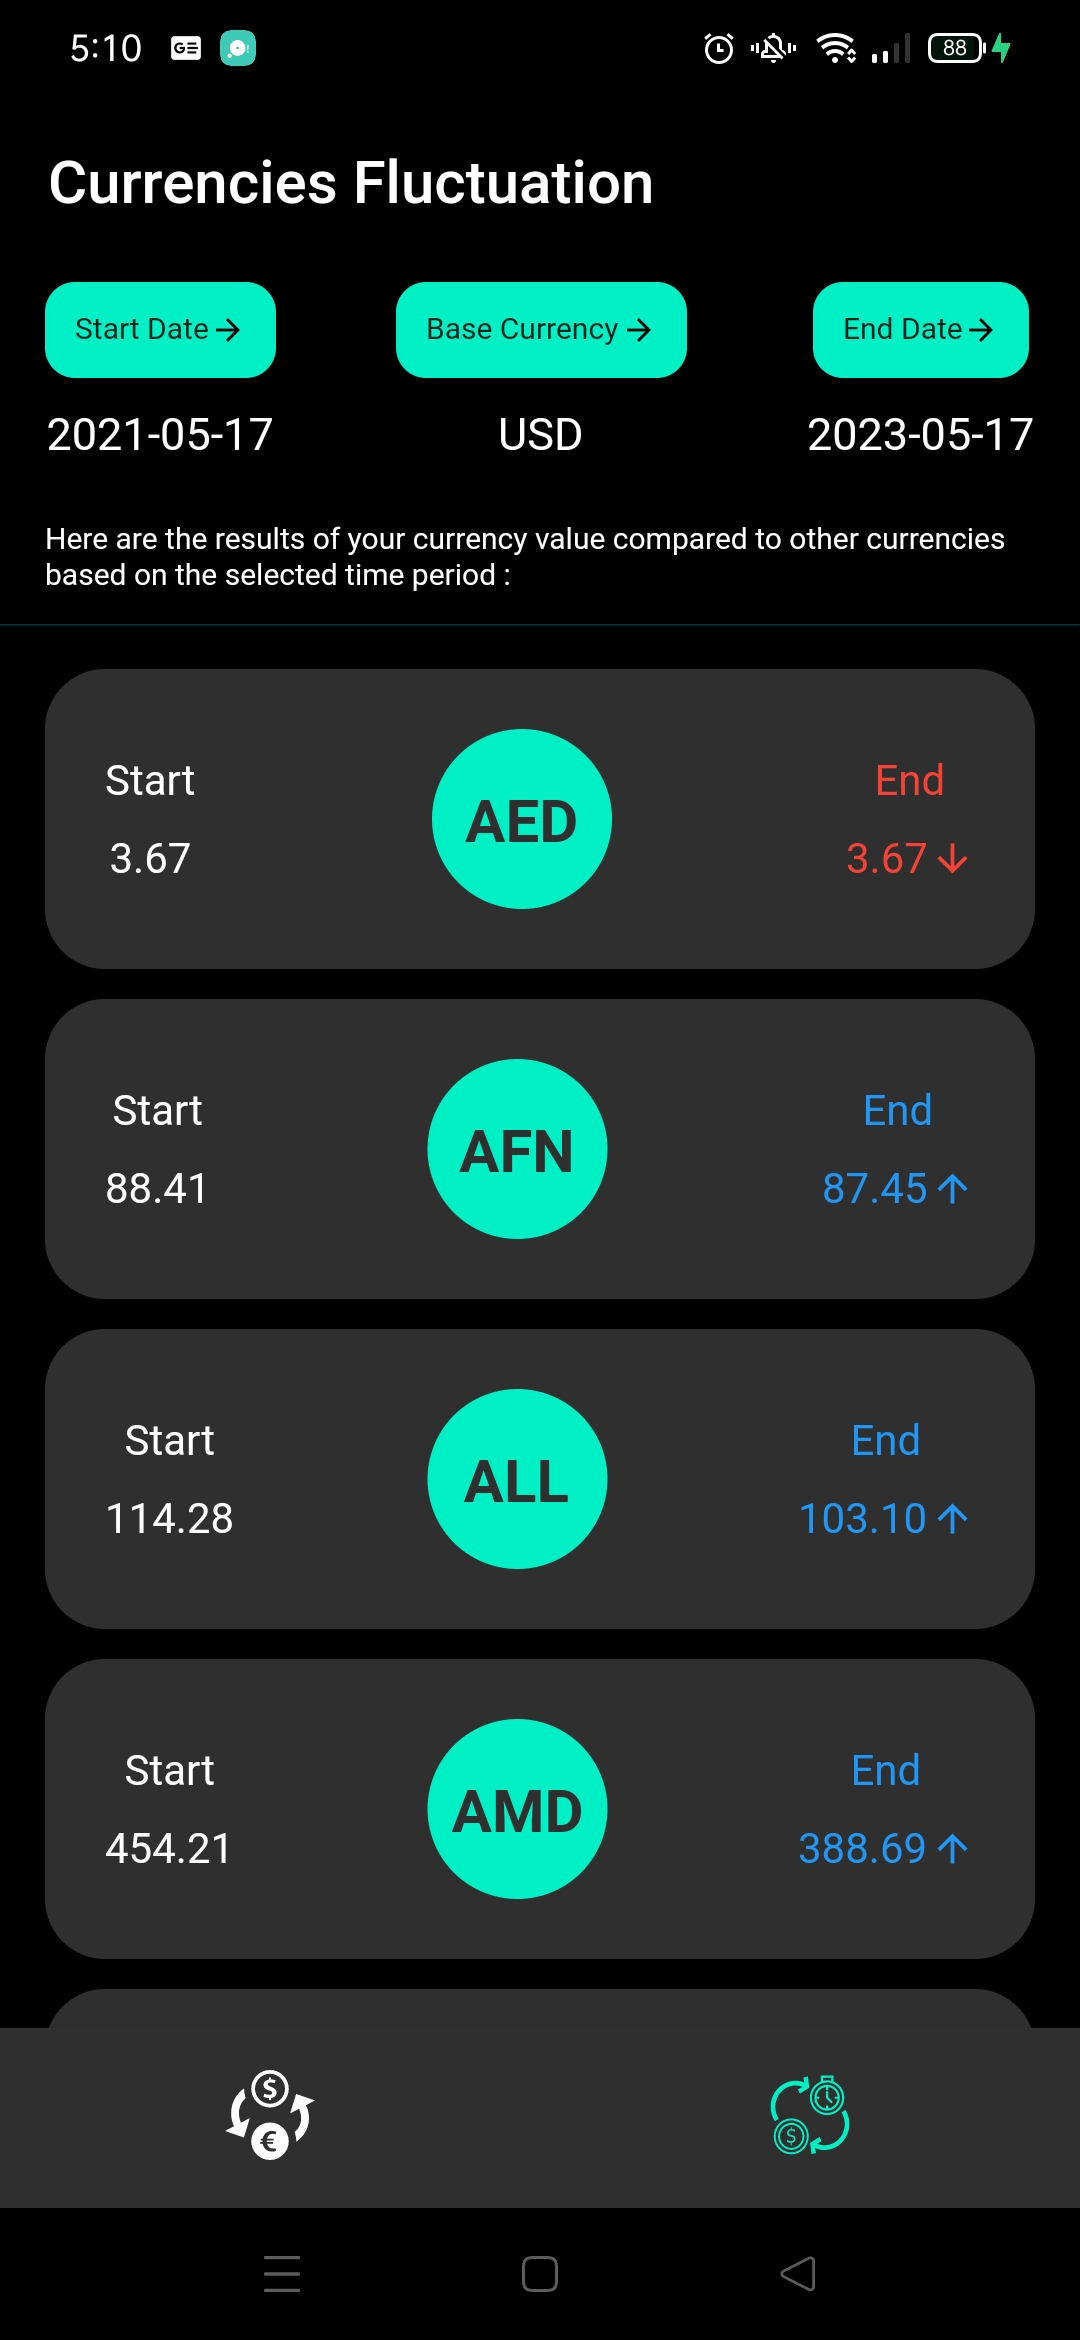 5:10
88
Currencies Fluctuation
Start Date
Base Currency
End Date
2021-05-17
USD
2023-05-17
Here are the results of your currency value compared to other currencies
based on the selected time period :
Start
3.67
AED
End
3.67
Start
88.41
AFN
End
87.45
Start
114.28
ALL
End
103.10
Start
454.21
AMD
End
388.69